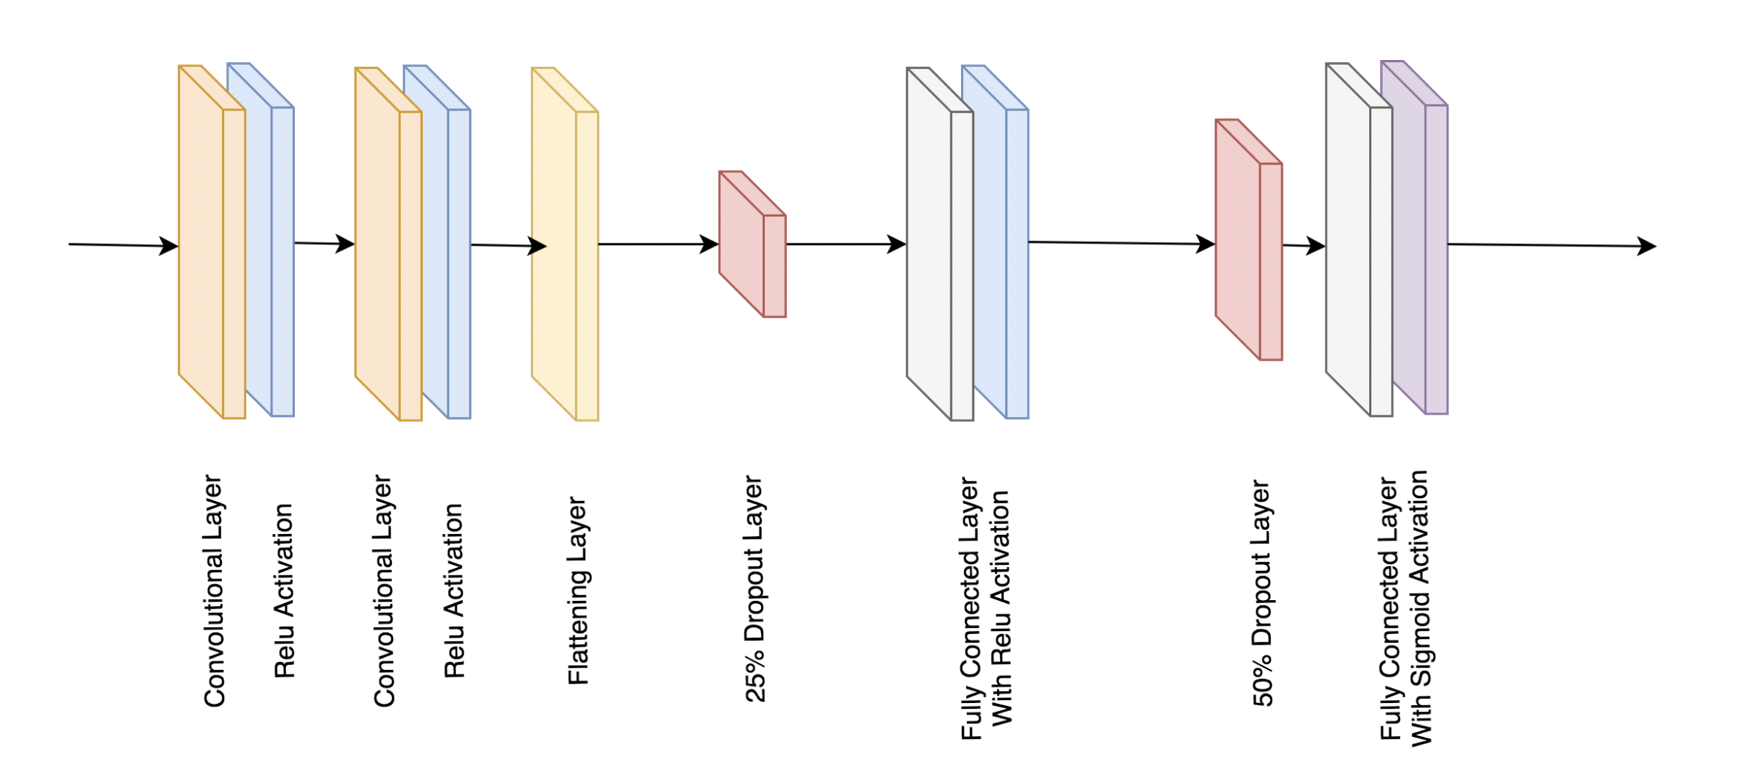 Convolutional Layer
Relu Activation
Convolutional Layer
Relu Activation
Flattening Layer
25% Dropout Layer
Fully Connected Layer
With Relu Activation
50% Dropout Layer
Fully Connected Layer
With Sigmoid Activation